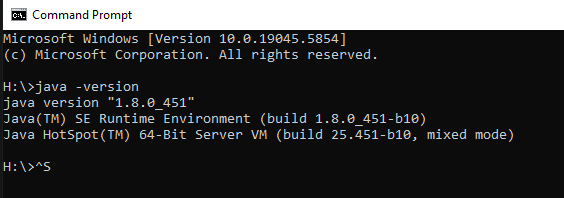 Command Prompt
Microsoft Windows [Version 10.0.19045.5854]
(c) Microsoft Corporation. All rights reserved.
H:\>java -version
java version "1.8.0_451"
Java(TM) SE Runtime Environment (build 1.8.0_451-b10)
Java HotSpot(TM) 64-Bit Server VM (build 25.451-b10, mixed mode)
H:\>^S